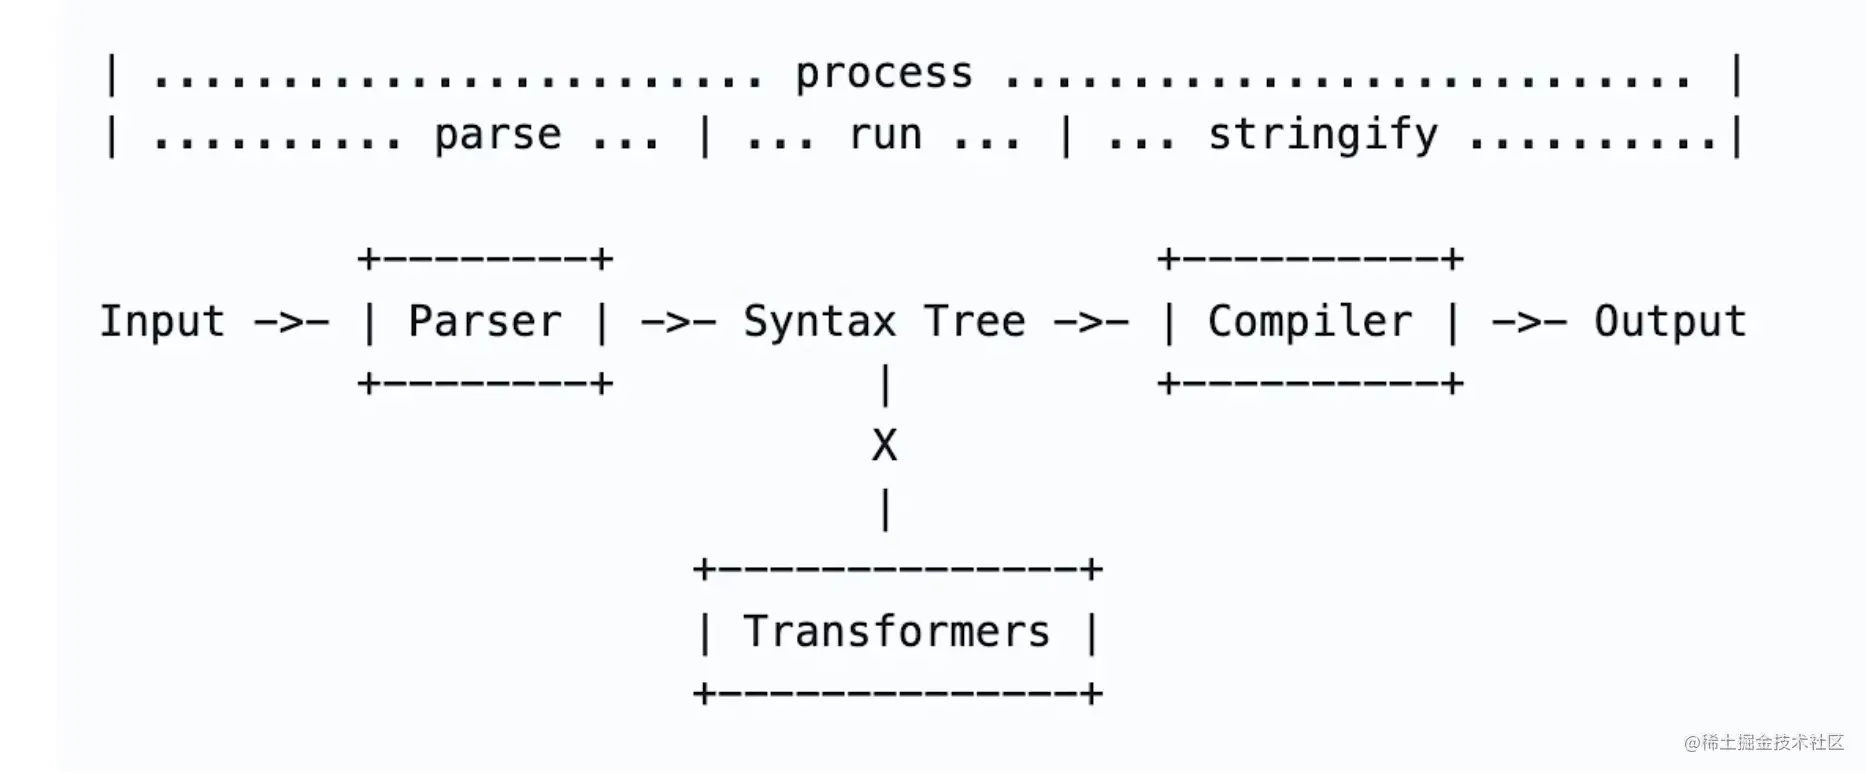 | ........................ process ........................... |
| .......... parse ... | ... run ... | ... stringify ..........|
+--------+ +----------+
Input ->- | Parser | ->- Syntax Tree ->- | Compiler | ->- Output
+--------+ | +----------+
X
|
+--------------+
| Transformers |
+--------------+
@稀土掘金技术社区